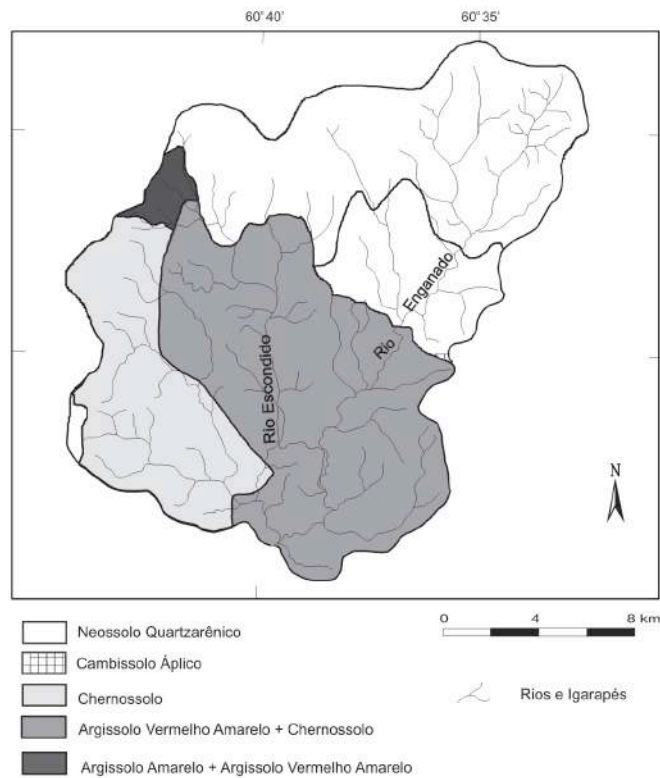 60° 40'
60° 35'
Enganado
Rio
Rio Escondido
N
Neossolo Quartzarênico
Cambissolo Áplico
Chernossolo
Argissolo Vermelho Amarelo + Chernossolo
Argissolo Amarelo + Argissolo Vermelho Amarelo
0 4 8 km
Rios e Igarapés